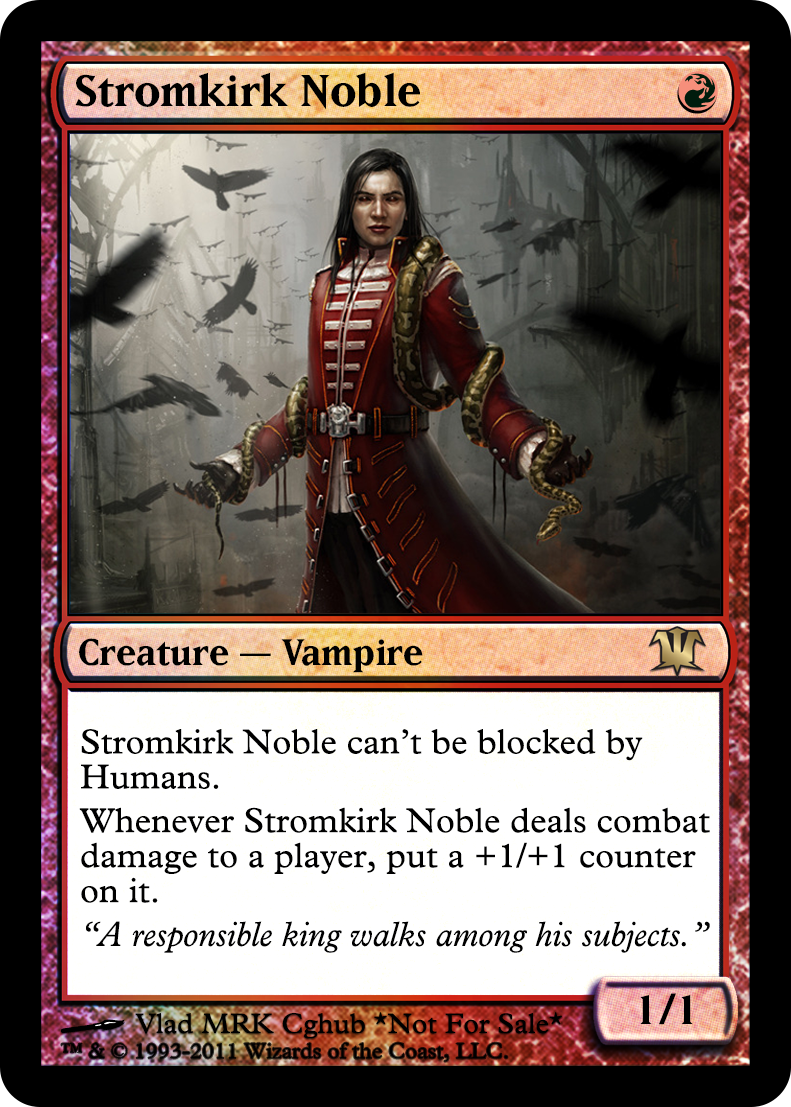 Stromkirk Noble
Creature — Vampire
Stromkirk Noble can't be blocked by
Humans.
Whenever Stromkirk Noble deals combat
damage to a player, put a +1/+1 counter
on it.
“A responsible king walks among his subjects.”
1/1
Vlad MRK Cghub *Not For Sale*
™ & © 1993-2011 Wizards of the Coast, LLC.